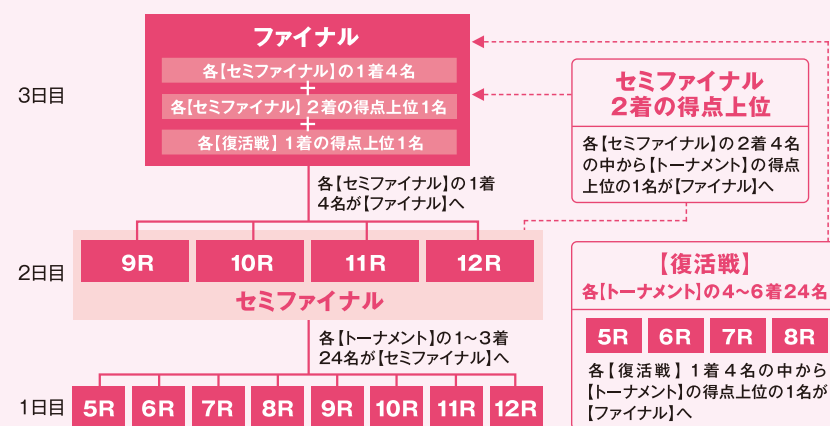 ファイナル
各【セミファイナル】の1着4名
+
各【セミファイナル】2着の得点上位1名
+
各【復活戦】1着の得点上位1名
3日目
セミファイナル
2着の得点上位
各【セミファイナル】の2着4名
の中から【トーナメント】の得点
上位の1名が【ファイナル】へ
各【セミファイナル】の1着
4名が【ファイナル】へ
2日目
9R 10R 11R 12R
セミファイナル
各【トーナメント】の1~3着
24名が【セミファイナル】へ
【復活戦】
各【トーナメント】の4~6着24名
5R 6R 7R 8R
各【復活戦】1着4名の中から
【トーナメント】の得点上位の1名が
【ファイナル】へ
1日目
5R 6R 7R 8R 9R 10R 11R 12R